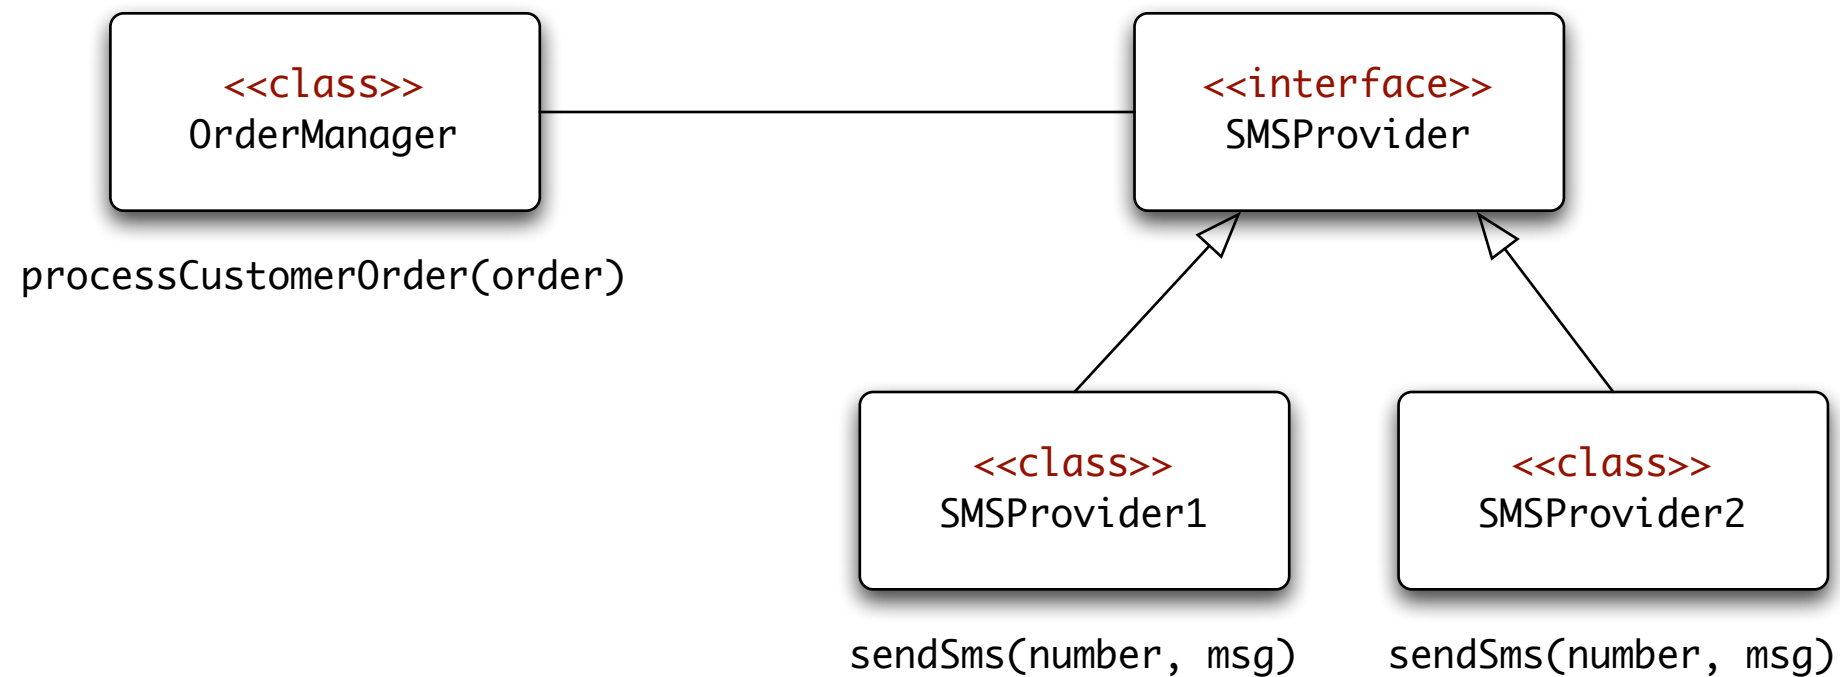 <<class>>
OrderManager
<<interface>>
SMSProvider
processCustomerOrder(order)
<<class>>
SMSProvider1
<<class>>
SMSProvider2
sendSms(number, msg)
sendSms(number, msg)